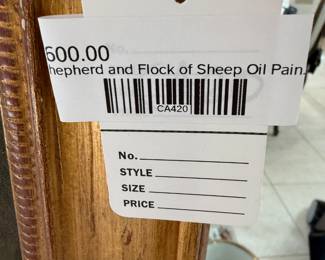 600.00
hepherd and Flock of Sheep Oil Pain.
CA420
No.
STYLE
SIZE
PRICE